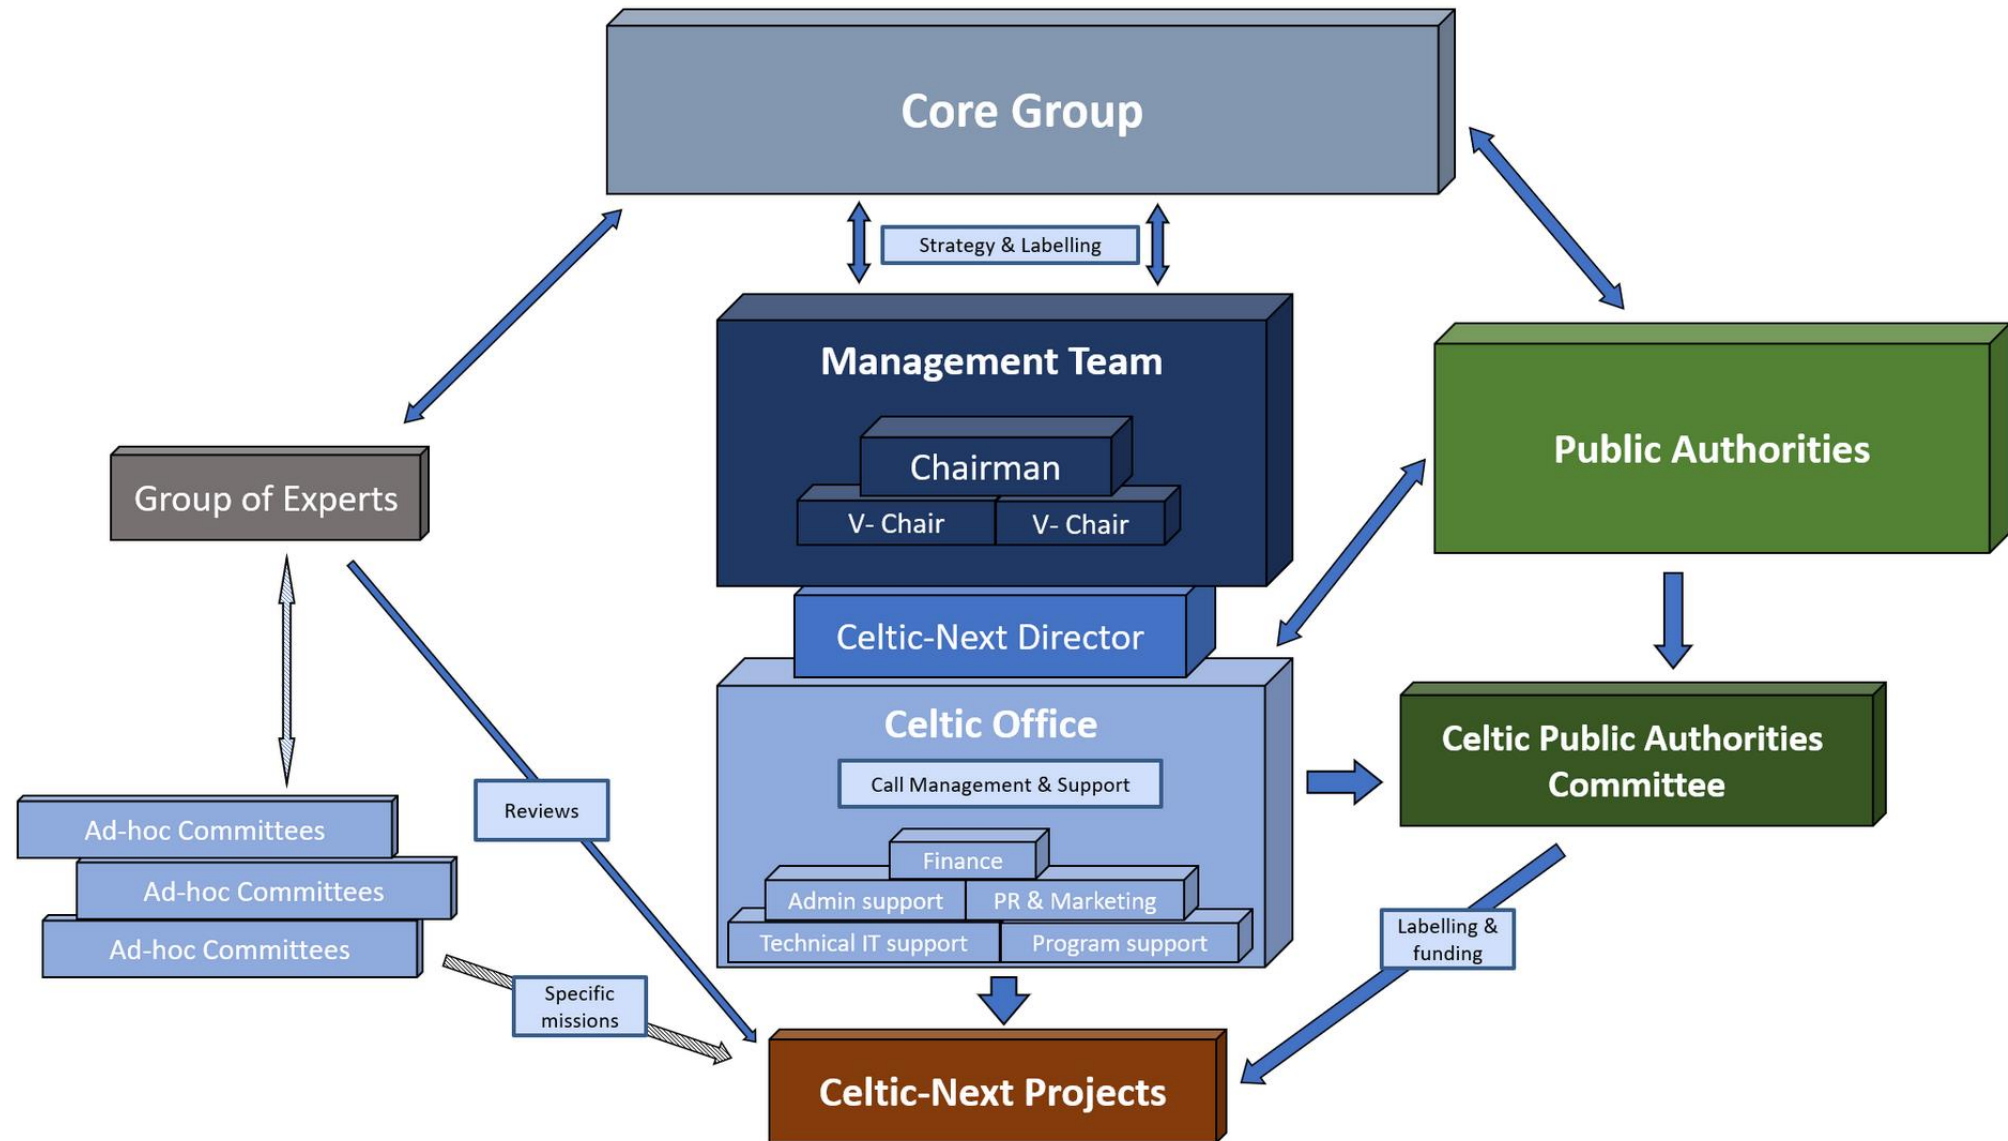 Core Group
Strategy & Labelling
Management Team
Chairman
V- Chair
V- Chair
Public Authorities
Group of Experts
Celtic-Next Director
Celtic Office
Call Management & Support
Finance
Admin support
PR & Marketing
Technical IT support
Program support
Celtic Public Authorities
Committee
Reviews
Ad-hoc Committees
Ad-hoc Committees
Ad-hoc Committees
Specific
missions
Labelling &
funding
Celtic-Next Projects